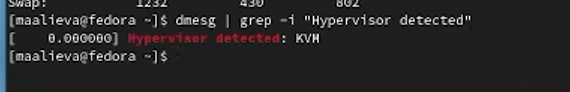 Swap: 1232 430 802
[maalieva@fedora ~]$ dmesg | grep -i "Hypervisor detected"
[    0.000000] Hypervisor detected: KVM
[maalieva@fedora ~]$